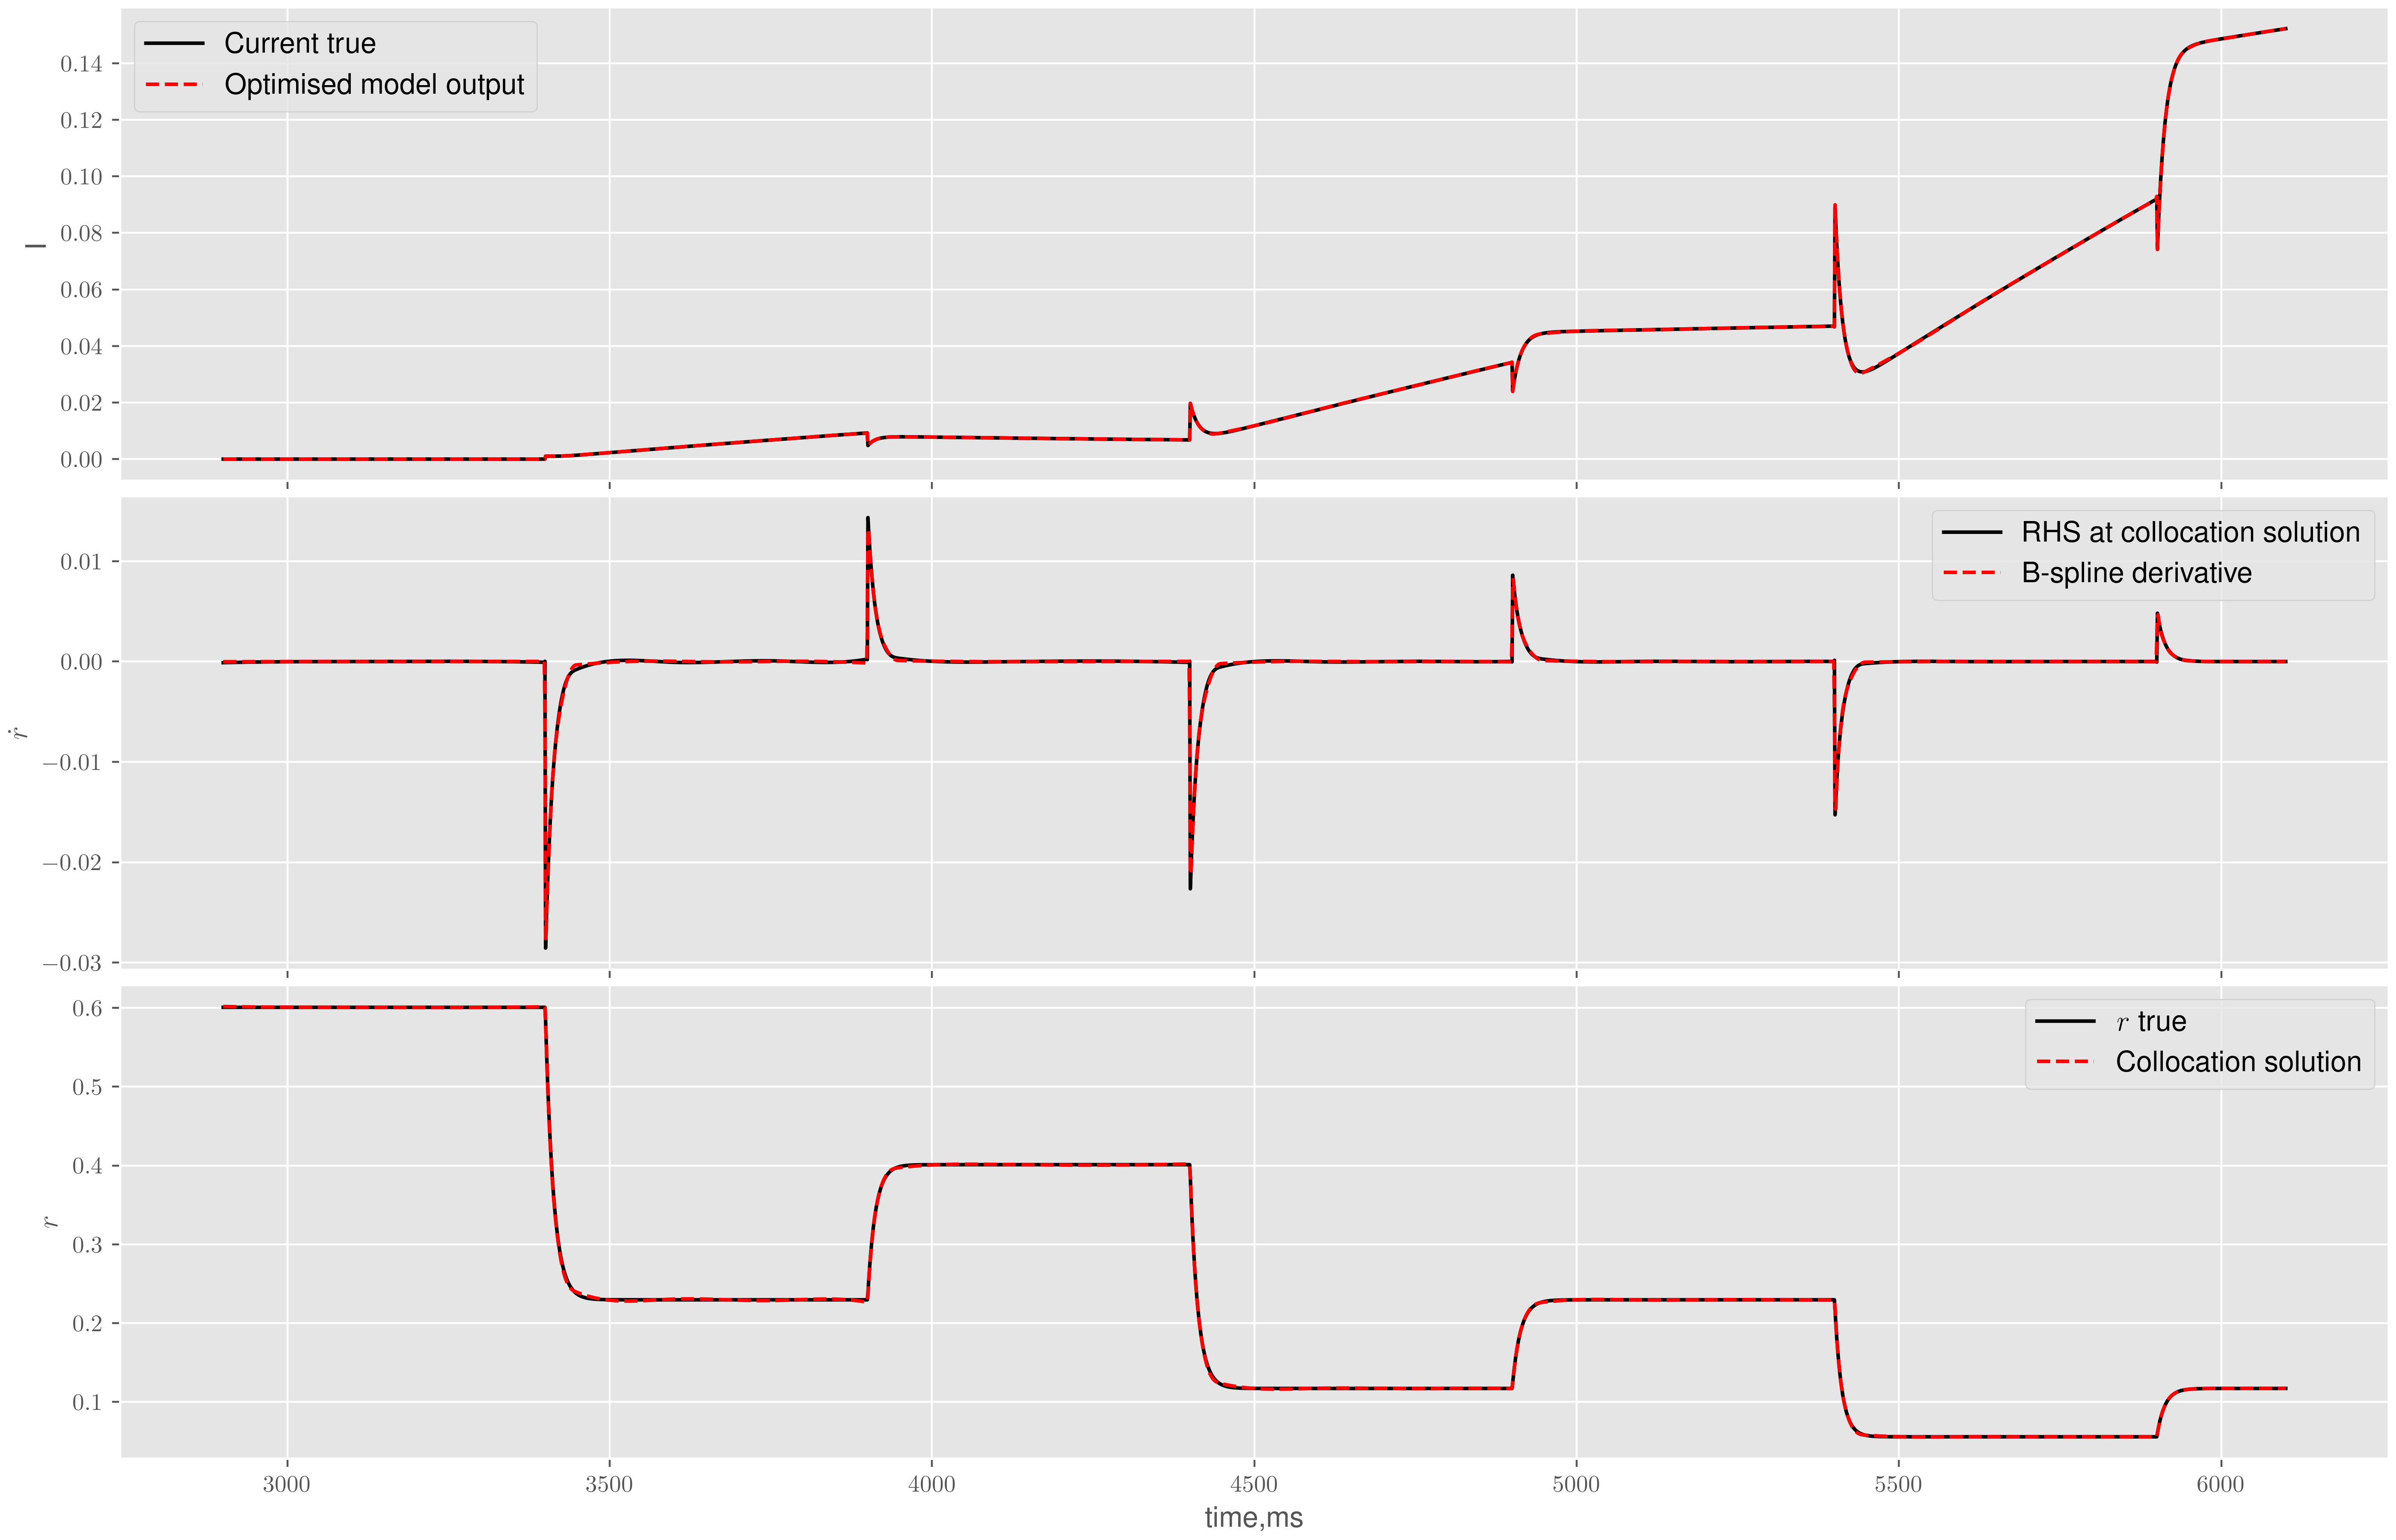 Current true
Optimised model output
0.14
0.12
0.10
0.08
0.06
0.04
0.02
0.00
I
RHS at collocation solution
B-spline derivative
0.01
0.00
−0.01
−0.02
−0.03
ṙ
r true
Collocation solution
0.6
0.5
0.4
0.3
0.2
0.1
r
3000 3500 4000 4500 5000 5500 6000
time,ms